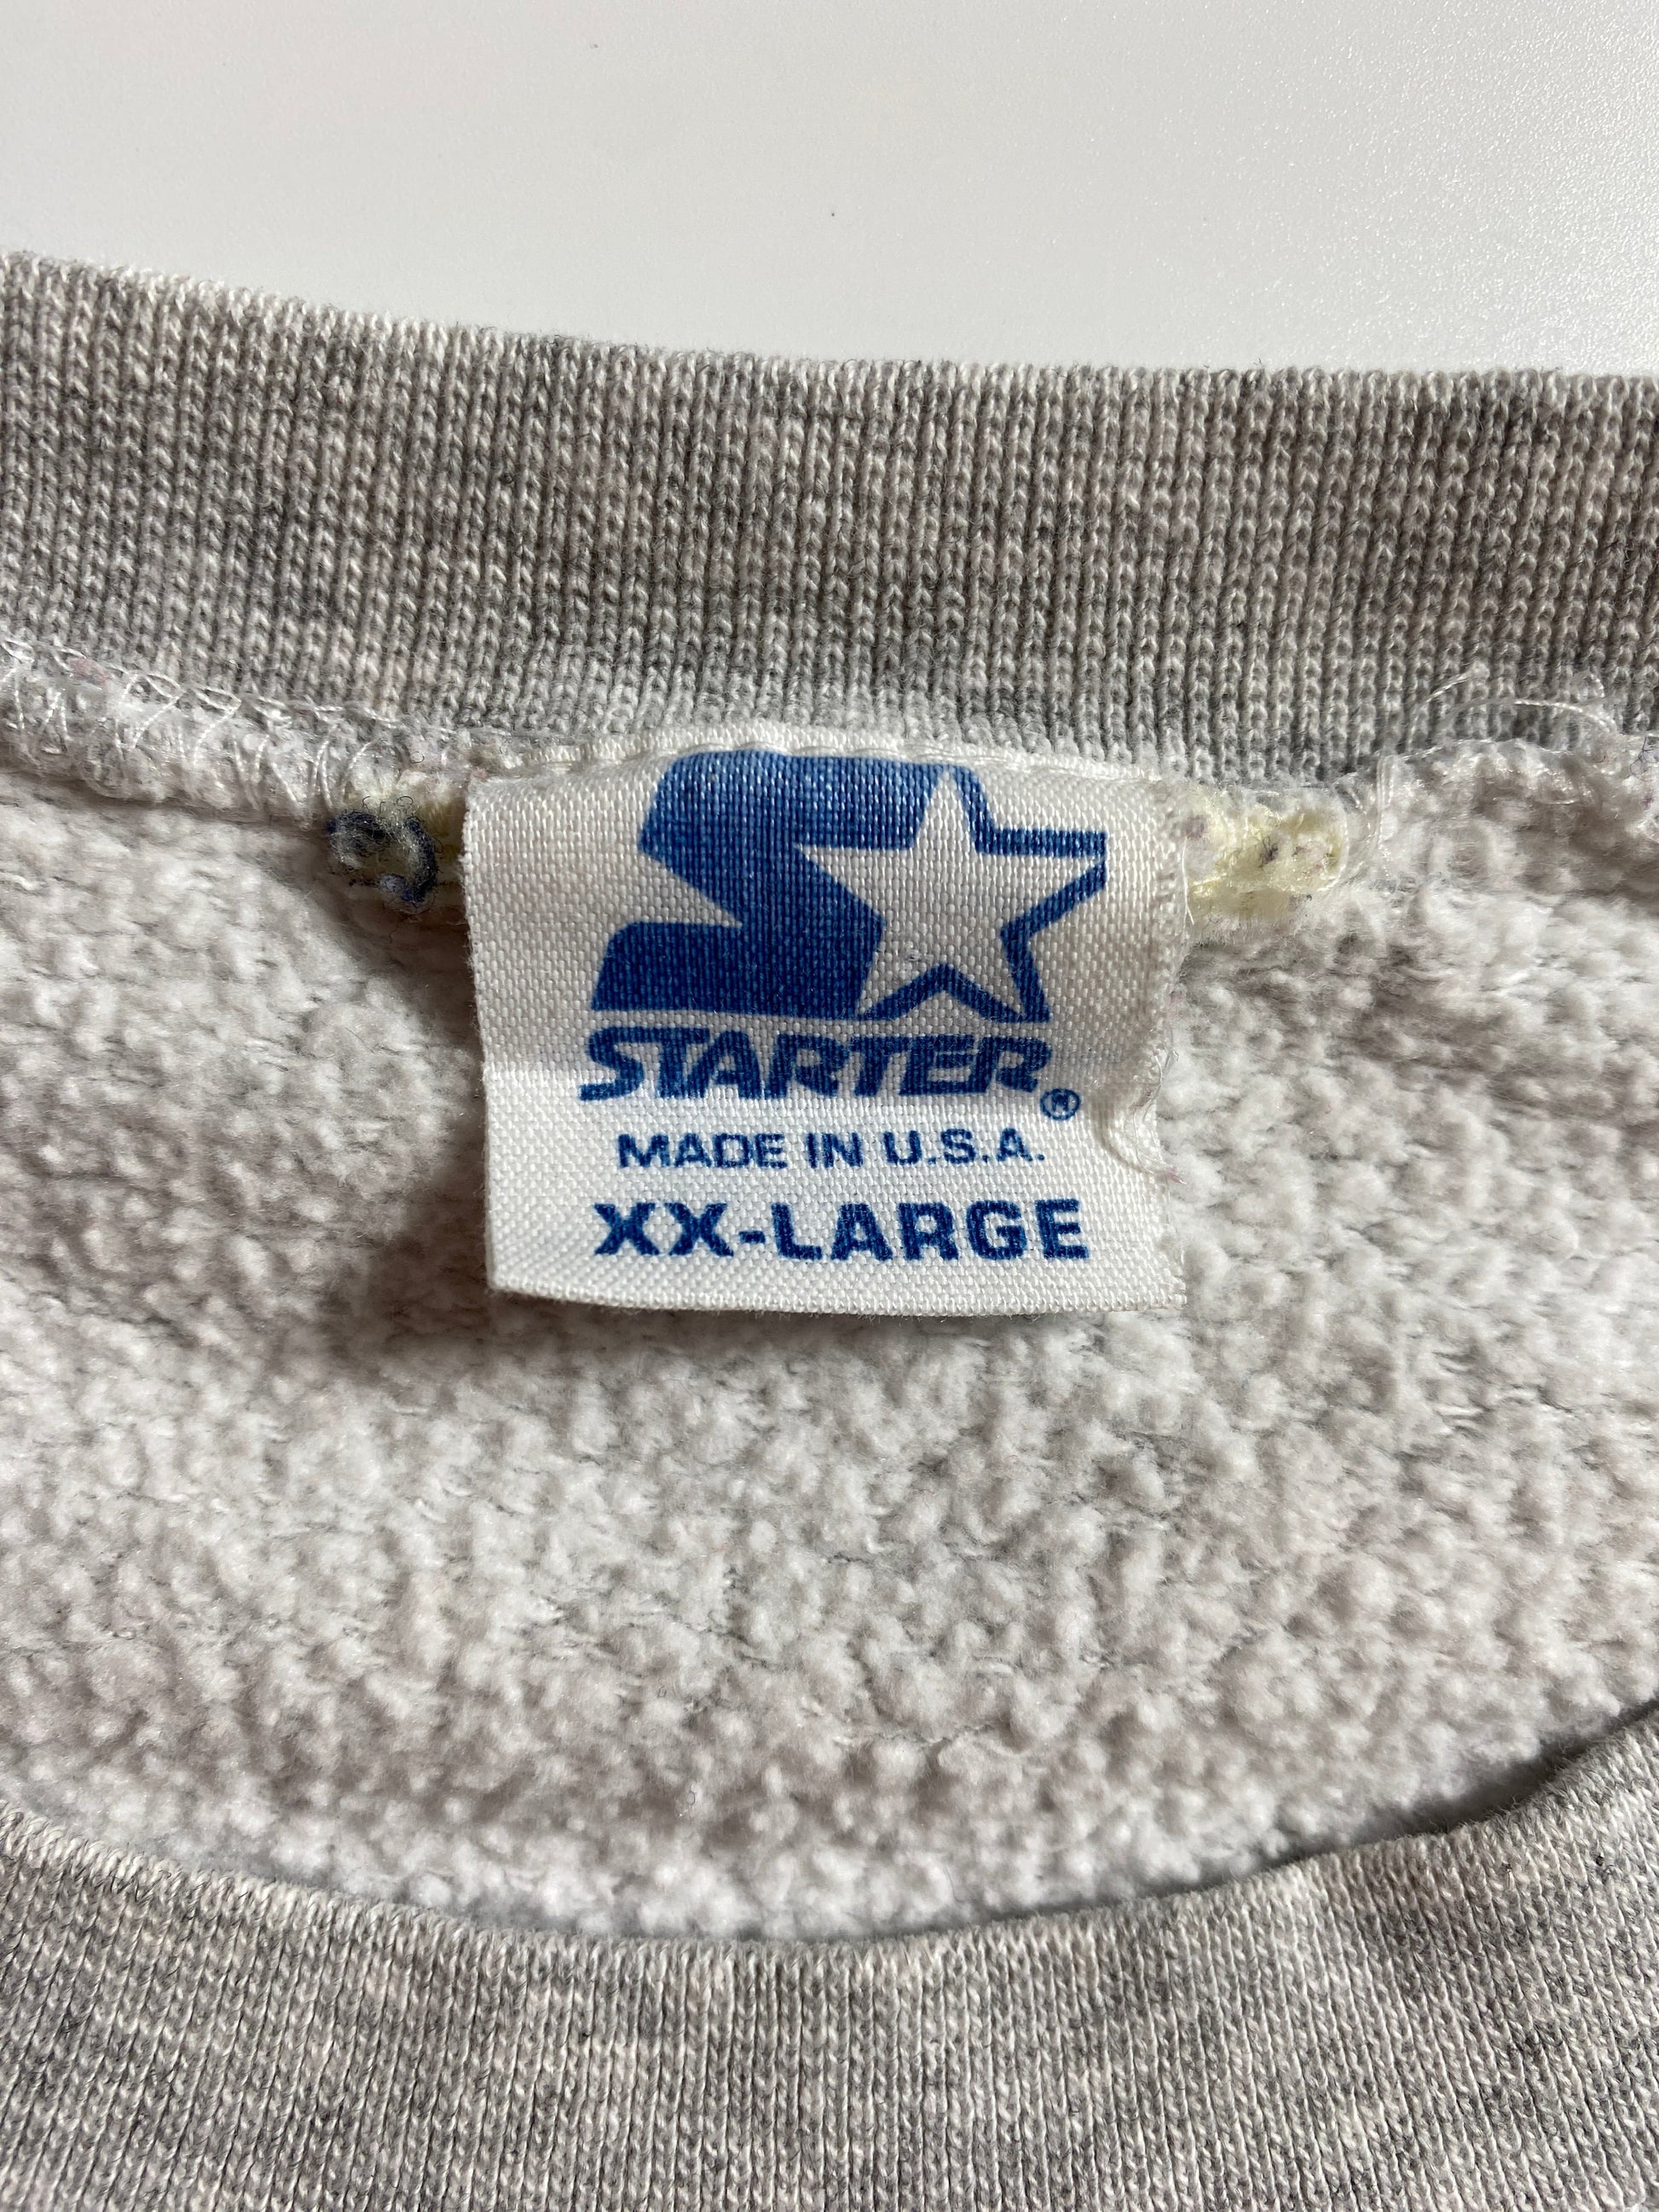 STARTER®
MADE IN U.S.A.
XX-LARGE